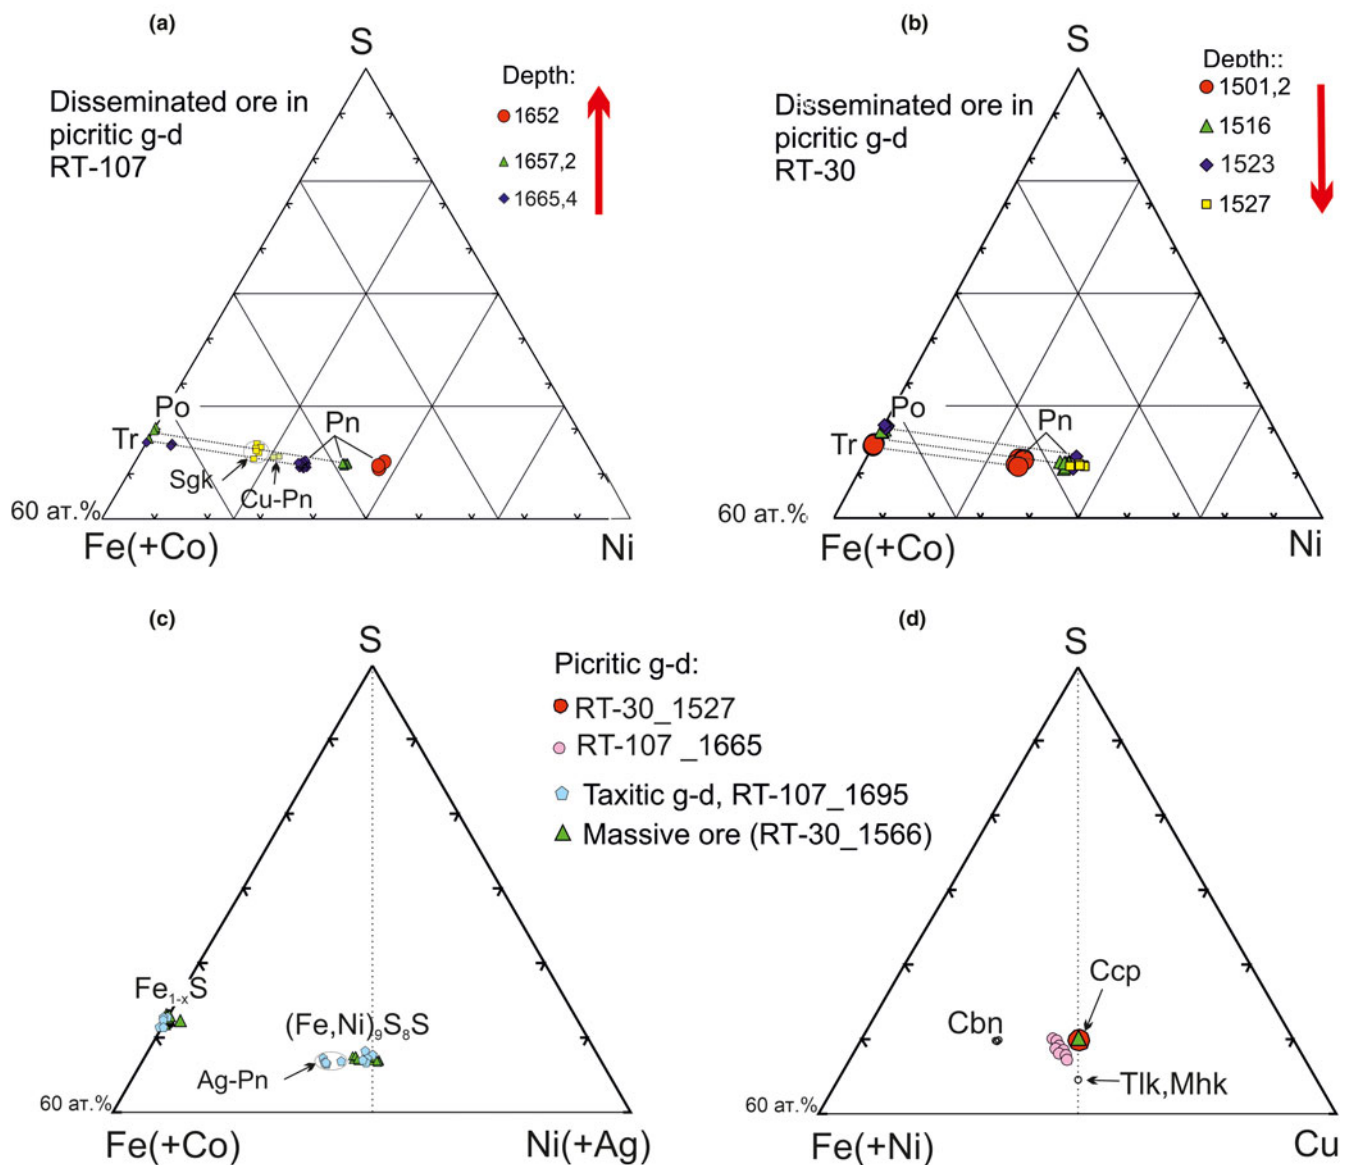 (a)
S
Disseminated ore in
picritic g-d
RT-107
Depth:
1652
1657,2
1665,4
Po
Tr
Pn
Sgk
Cu-Pn
60 ат.%
Fe(+Co)
Ni
(b)
S
Disseminated ore in
picritic g-d
RT-30
Depth::
1501,2
1516
1523
1527
Po
Tr
Pn
60 ат.%
Fe(+Co)
Ni
(c)
S
Picritic g-d:
RT-30_1527
RT-107 _1665
Taxitic g-d, RT-107_1695
Massive ore (RT-30_1566)
Fe1-xS
(Fe,Ni)9S8S
Ag-Pn
60 ат.%
Fe(+Co)
Ni(+Ag)
(d)
S
Ccp
Cbn
Tlk,Mhk
60 ат.%
Fe(+Ni)
Cu